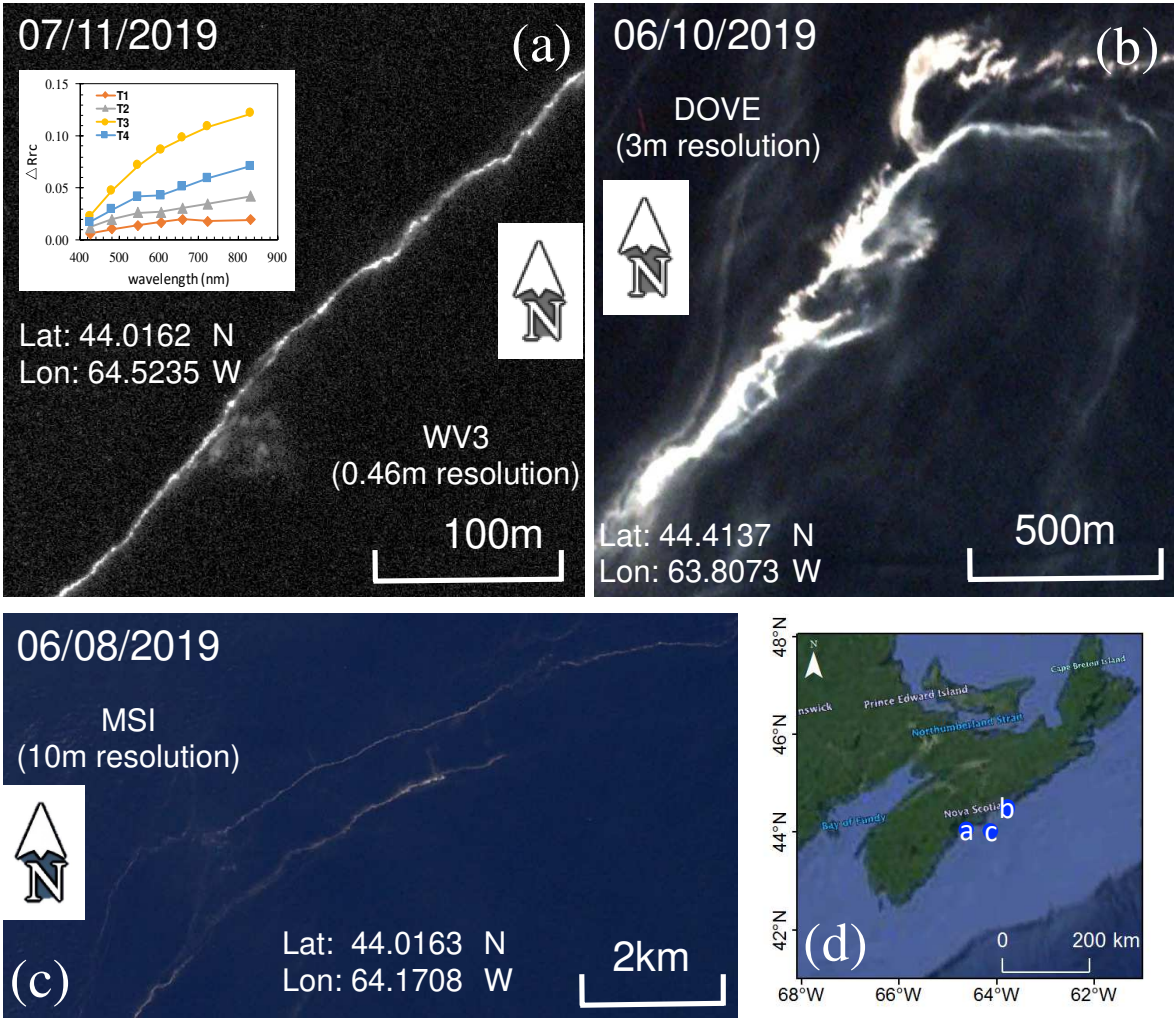 07/11/2019
(a)
0.15
0.10
0.05
0.00
△Rrc
T1
T2
T3
T4
400 500 600 700 800 900
wavelength (nm)
N
Lat: 44.0162 N
Lon: 64.5235 W
WV3
(0.46m resolution)
100m
06/10/2019
(b)
DOVE
(3m resolution)
N
Lat: 44.4137 N
Lon: 63.8073 W
500m
06/08/2019
MSI
(10m resolution)
N
Lat: 44.0163 N
Lon: 64.1708 W
2km
(c)
48°N
46°N
44°N
42°N
N
Cape Breton Island
nswick
Prince Edward Island
Northumberland Strait
Nova Scotia
Bay of Fundy
a
b
c
(d)
0 200 km
68°W 66°W 64°W 62°W